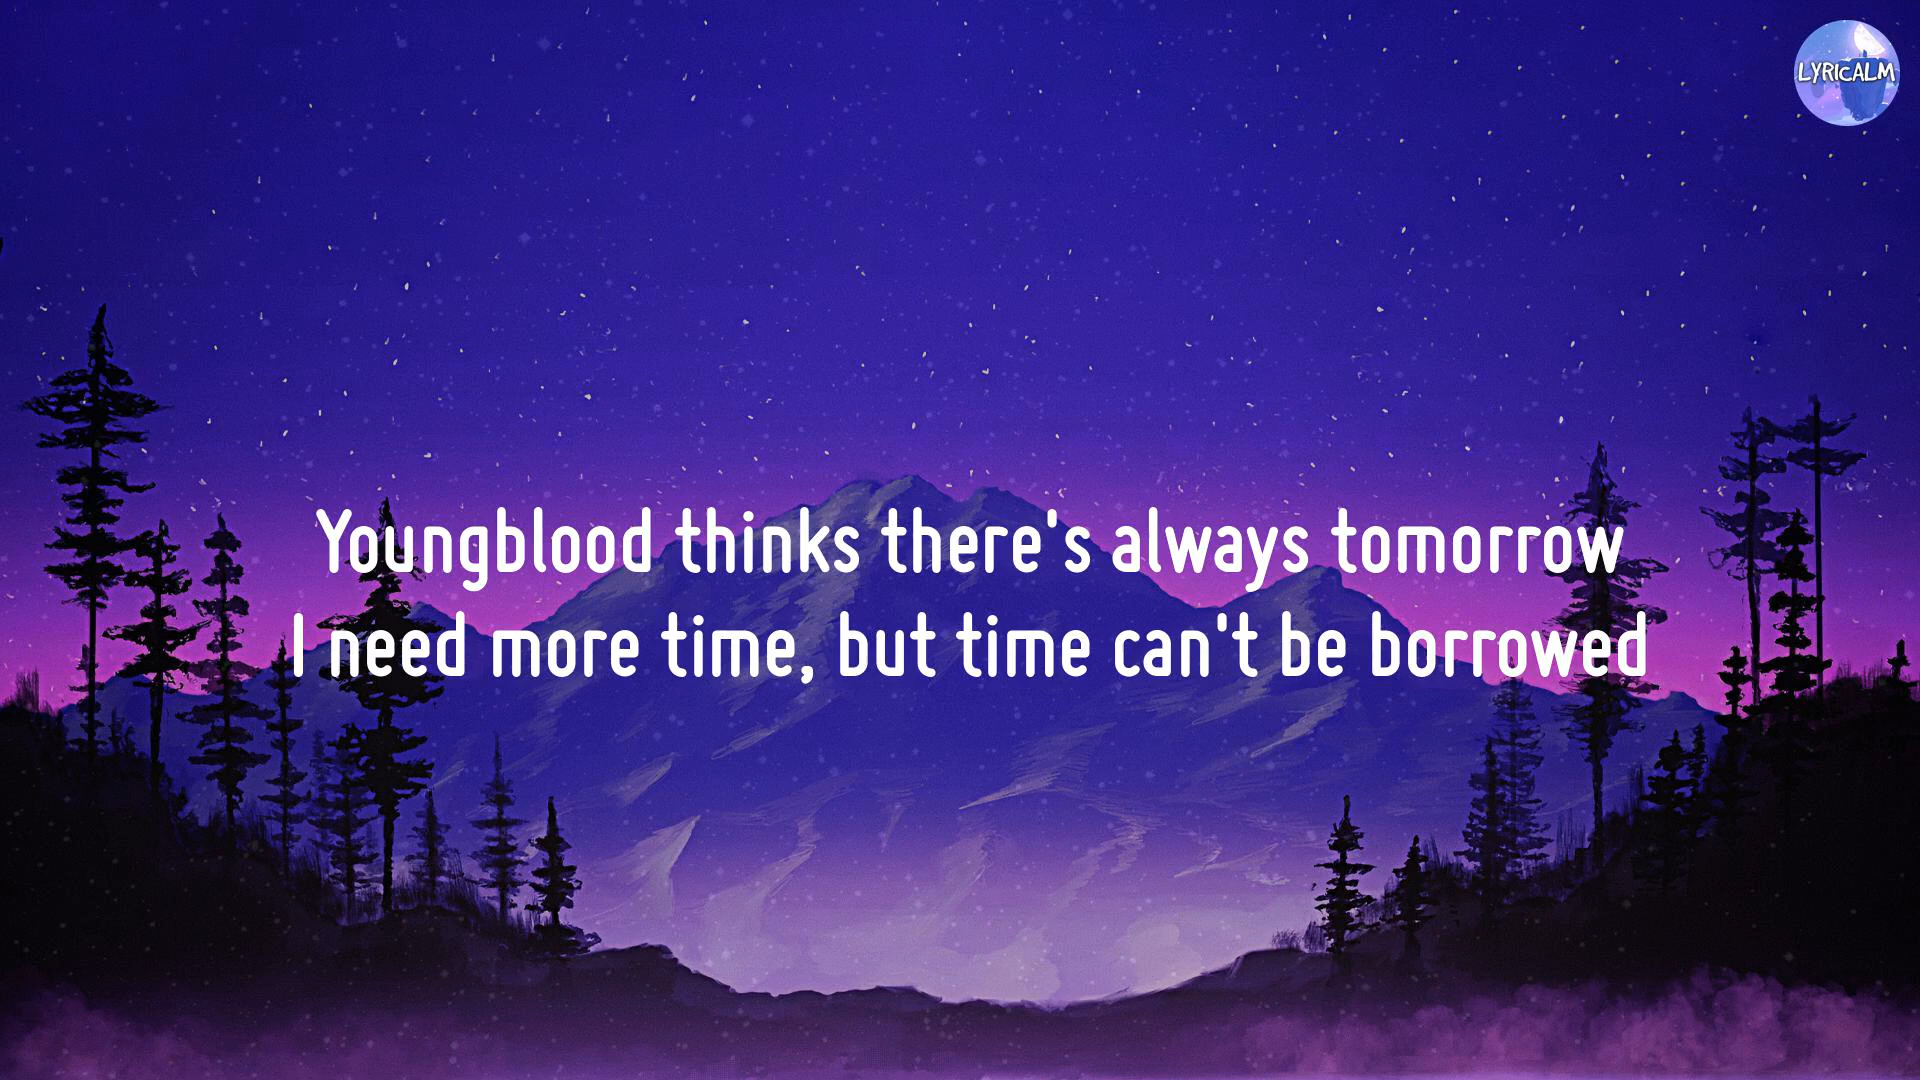 LYRICALM
Youngblood thinks there's always tomorrow
I need more time, but time can't be borrowed